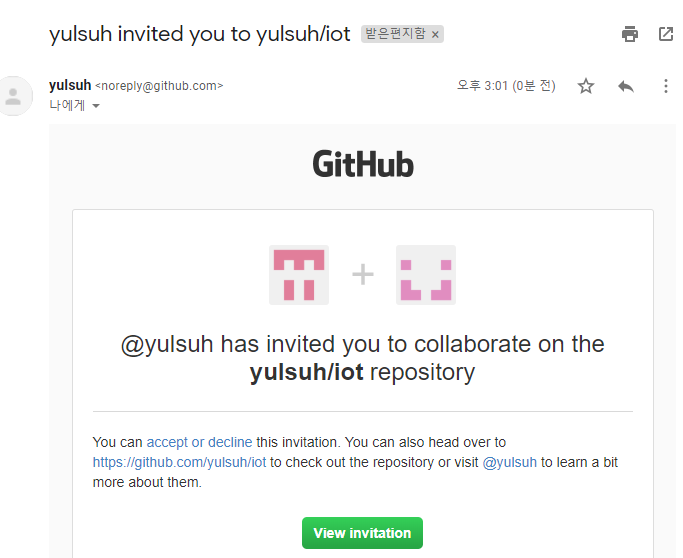 yulsuh invited you to yulsuh/iot 받은편지함 ×
yulsuh <noreply@github.com> 오후 3:01 (0분 전)
나에게
GitHub
@yulsuh has invited you to collaborate on the
yulsuh/iot repository
You can accept or decline this invitation. You can also head over to
https://github.com/yulsuh/iot to check out the repository or visit @yulsuh to learn a bit
more about them.
View invitation